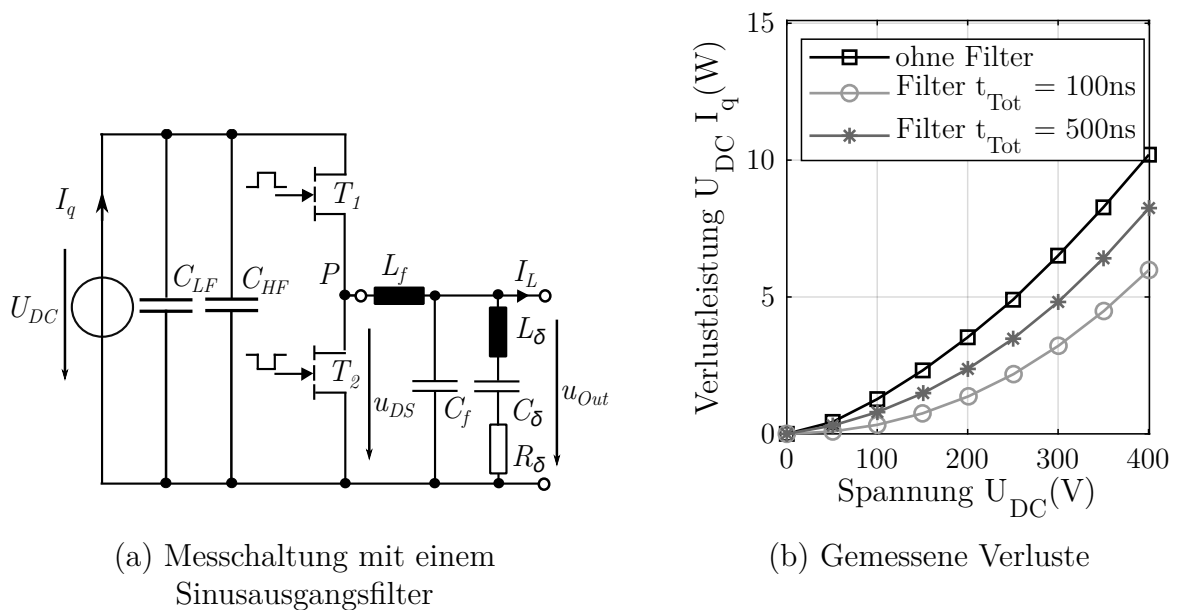 I_q
U_DC
C_LF
C_HF
T_1
P
L_f
I_L
T_2
u_DS
C_f
L_δ
C_δ
R_δ
u_Out
(a) Messchaltung mit einem
Sinusausgangsfilter
Verlustleistung U_DC I_q(W)
15
10
5
0
ohne Filter
Filter t_Tot = 100ns
Filter t_Tot = 500ns
0 100 200 300 400
Spannung U_DC(V)
(b) Gemessene Verluste